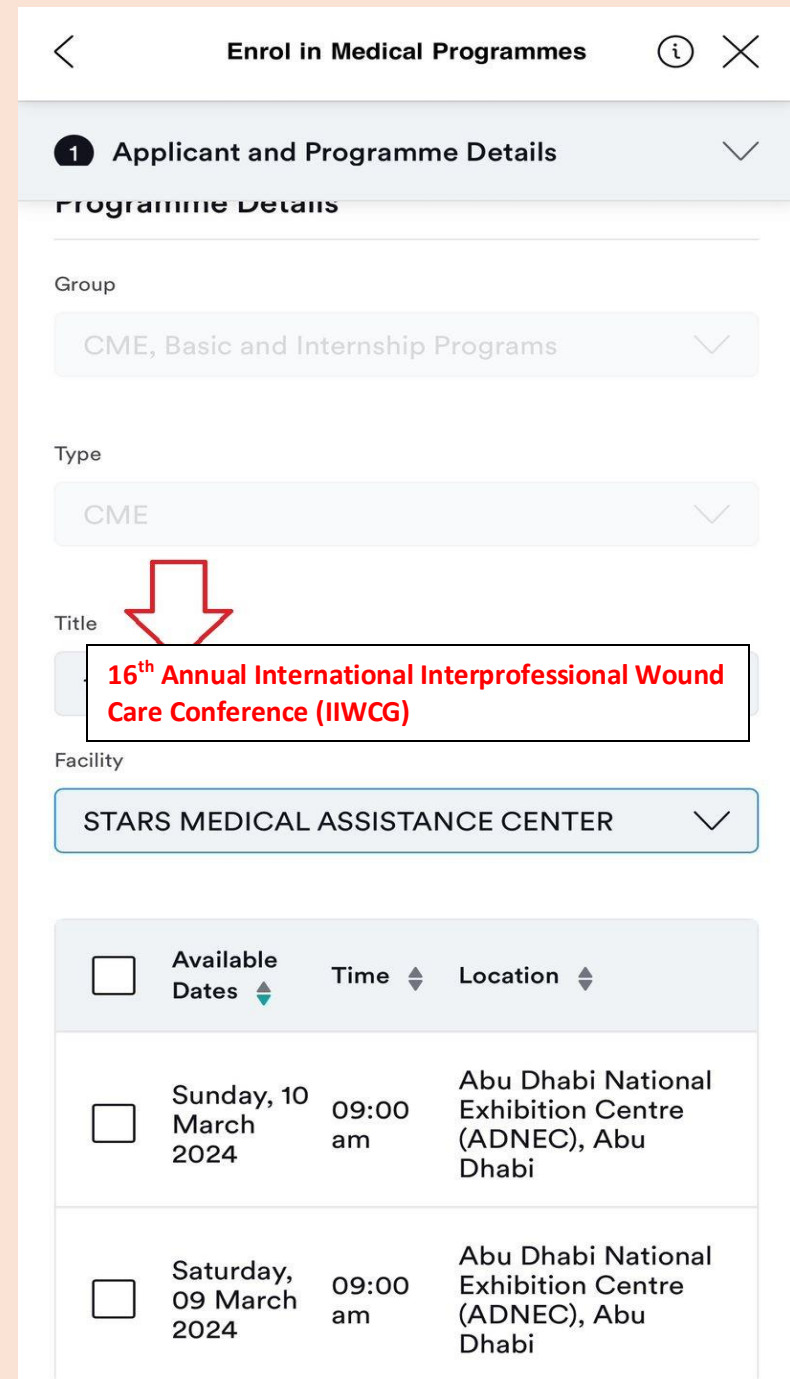 Enrol in Medical Programmes
1 Applicant and Programme Details
Programme Details
Group
CME, Basic and Internship Programs
Type
CME
Title
16th Annual International Interprofessional Wound
Care Conference (IIWCG)
Facility
STARS MEDICAL ASSISTANCE CENTER
Available
Dates
Time
Location
Sunday, 10
March
2024
09:00
am
Abu Dhabi National
Exhibition Centre
(ADNEC), Abu
Dhabi
Saturday,
09 March
2024
09:00
am
Abu Dhabi National
Exhibition Centre
(ADNEC), Abu
Dhabi